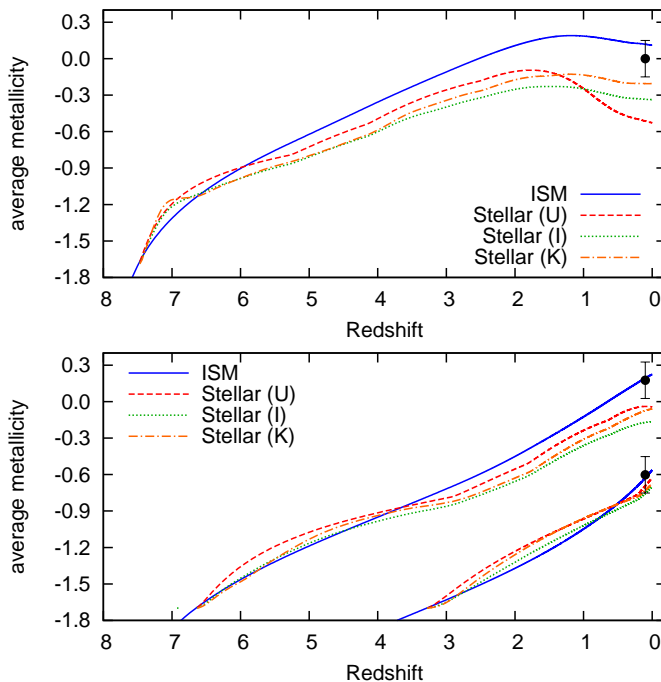 0.3
0.0
-0.3
-0.6
-0.9
-1.2
-1.5
-1.8
average metallicity
ISM
Stellar (U)
Stellar (I)
Stellar (K)
8 7 6 5 4 3 2 1 0
Redshift
0.3
0.0
-0.3
-0.6
-0.9
-1.2
-1.5
-1.8
average metallicity
ISM
Stellar (U)
Stellar (I)
Stellar (K)
8 7 6 5 4 3 2 1 0
Redshift